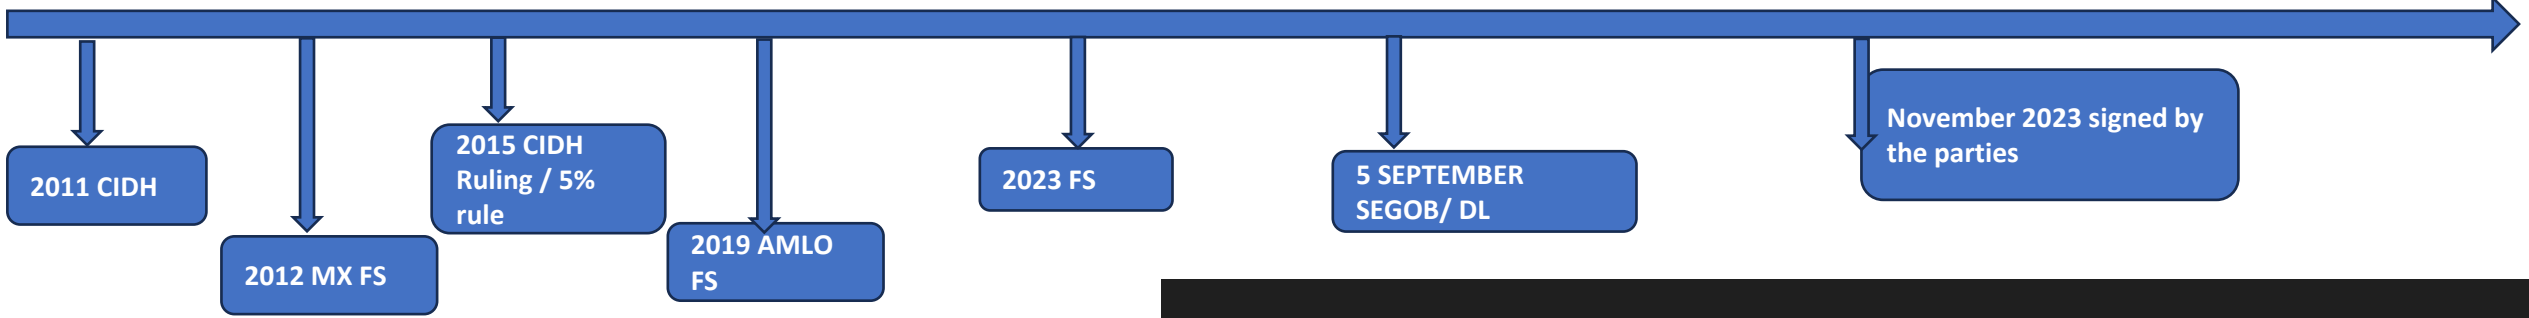 2011 CIDH
2012 MX FS
2015 CIDH
Ruling / 5%
rule
2019 AMLO
FS
2023 FS
5 SEPTEMBER
SEGOB/ DL
November 2023 signed by
the parties